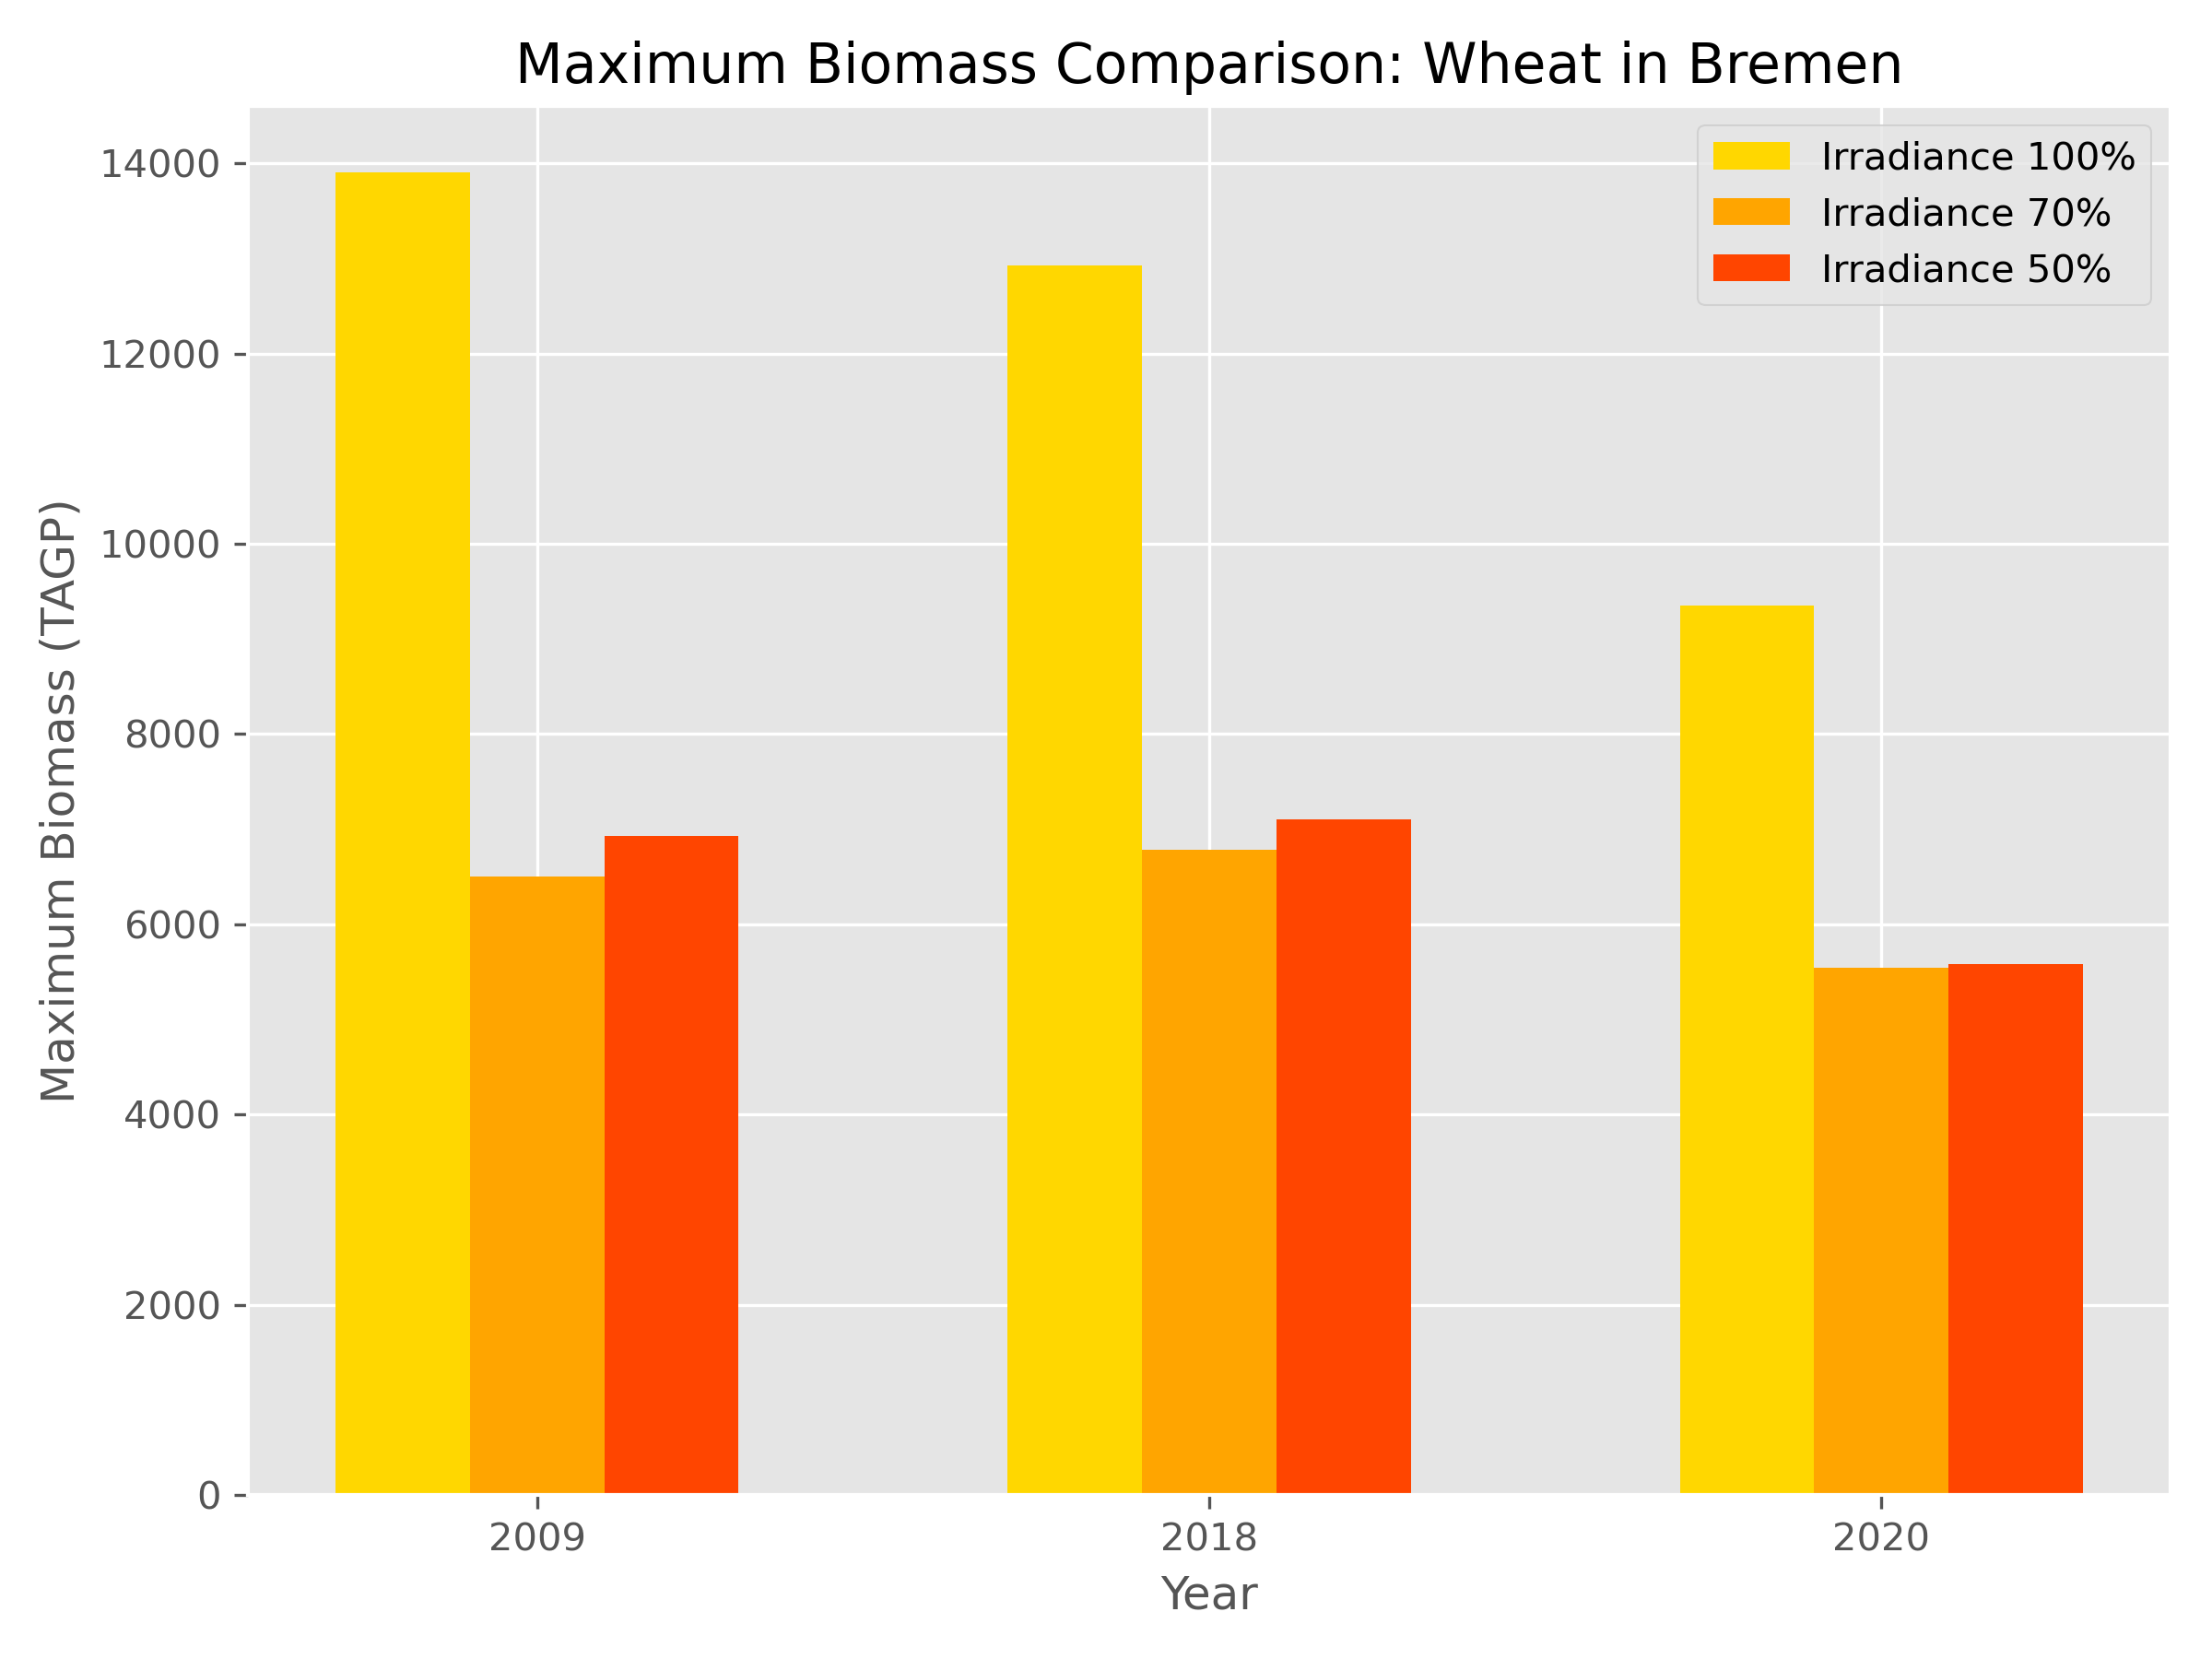 Maximum Biomass Comparison: Wheat in Bremen
Irradiance 100%
Irradiance 70%
Irradiance 50%
Maximum Biomass (TAGP)
14000
12000
10000
8000
6000
4000
2000
0
2009
2018
2020
Year